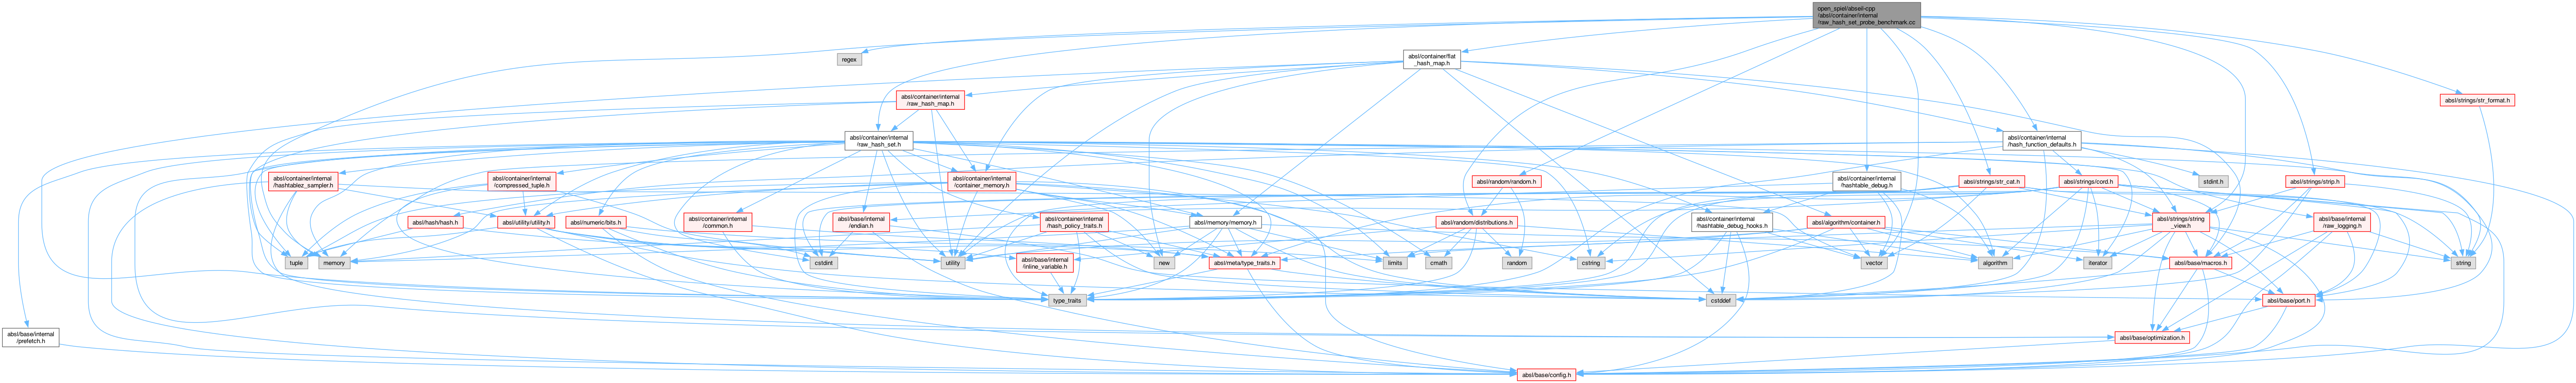 open_spiel/abseil-cpp
/absl/container/internal
/raw_hash_set_probe_benchmark.cc
regex
absl/container/flat
_hash_map.h
absl/container/internal
/raw_hash_map.h
absl/strings/str_format.h
absl/container/internal
/raw_hash_set.h
absl/container/internal
/hash_function_defaults.h
absl/container/internal
/hashtablez_sampler.h
absl/container/internal
/compressed_tuple.h
absl/container/internal
/container_memory.h
absl/random/random.h
absl/container/internal
/hashtable_debug.h
absl/strings/str_cat.h
absl/strings/cord.h
stdint.h
absl/strings/strip.h
absl/hash/hash.h
absl/utility/utility.h
absl/numeric/bits.h
absl/container/internal
/common.h
absl/base/internal
/endian.h
absl/container/internal
/hash_policy_traits.h
absl/memory/memory.h
absl/random/distributions.h
absl/container/internal
/hashtable_debug_hooks.h
absl/algorithm/container.h
absl/strings/string
_view.h
absl/base/internal
/raw_logging.h
tuple
memory
cstdint
utility
absl/base/internal
/inline_variable.h
new
absl/meta/type_traits.h
limits
cmath
random
cstring
vector
algorithm
iterator
absl/base/macros.h
string
type_traits
cstddef
absl/base/port.h
absl/base/internal
/prefetch.h
absl/base/optimization.h
absl/base/config.h